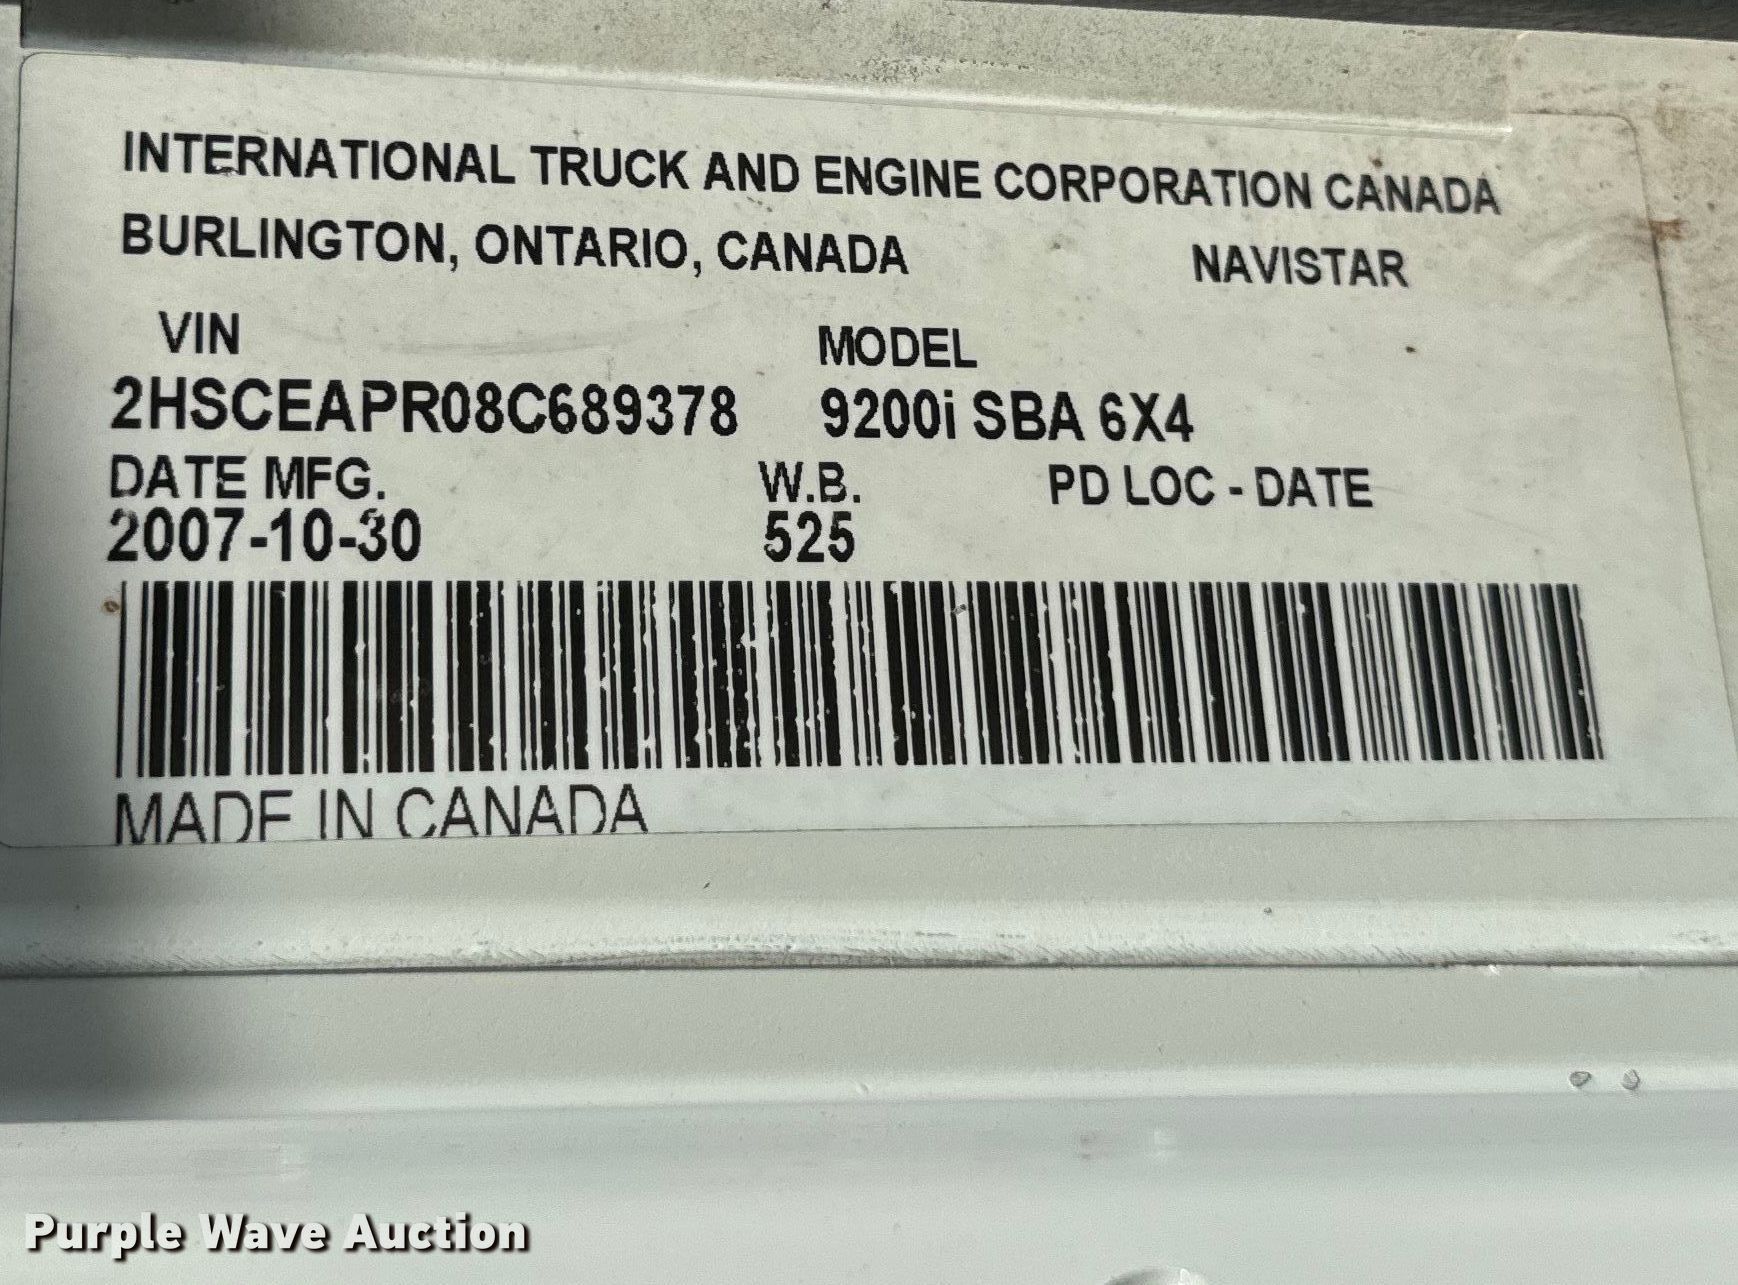 INTERNATIONAL TRUCK AND ENGINE CORPORATION CANADA
BURLINGTON, ONTARIO, CANADA NAVISTAR
VIN MODEL
2HSCEAPR08C689378 9200i SBA 6X4
DATE MFG. W.B. PD LOC - DATE
2007-10-30 525
MADE IN CANADA
Purple Wave Auction